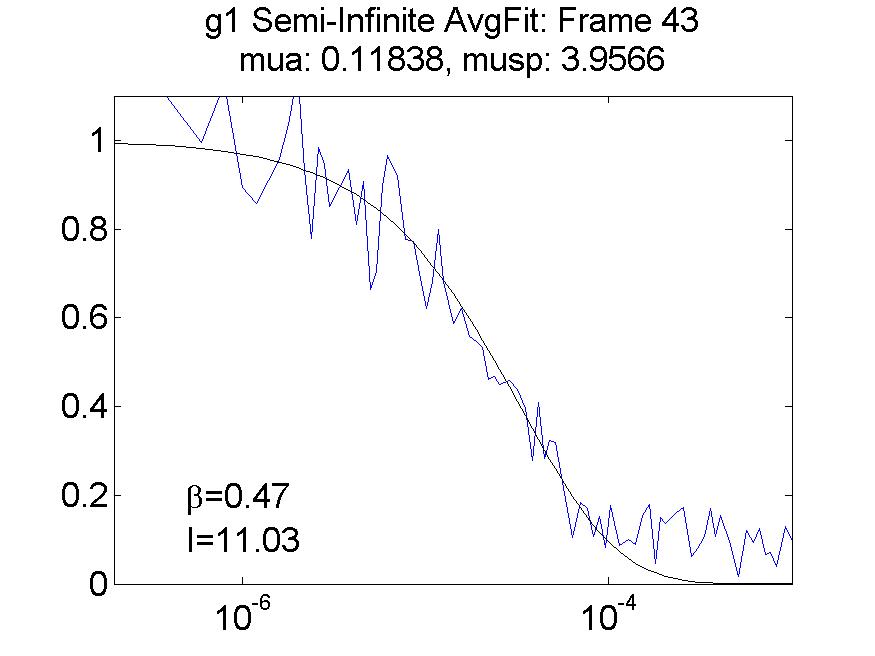 g1 Semi-Infinite AvgFit: Frame 43
mua: 0.11838, musp: 3.9566
1
0.8
0.6
0.4
0.2
0
β=0.47
I=11.03
10^-6
10^-4